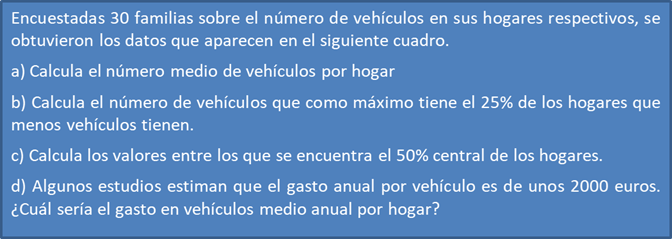 Encuestadas 30 familias sobre el número de vehículos en sus hogares respectivos, se
obtuvieron los datos que aparecen en el siguiente cuadro.
a) Calcula el número medio de vehículos por hogar
b) Calcula el número de vehículos que como máximo tiene el 25% de los hogares que
menos vehículos tienen.
c) Calcula los valores entre los que se encuentra el 50% central de los hogares.
d) Algunos estudios estiman que el gasto anual por vehículo es de unos 2000 euros.
¿Cuál sería el gasto en vehículos medio anual por hogar?